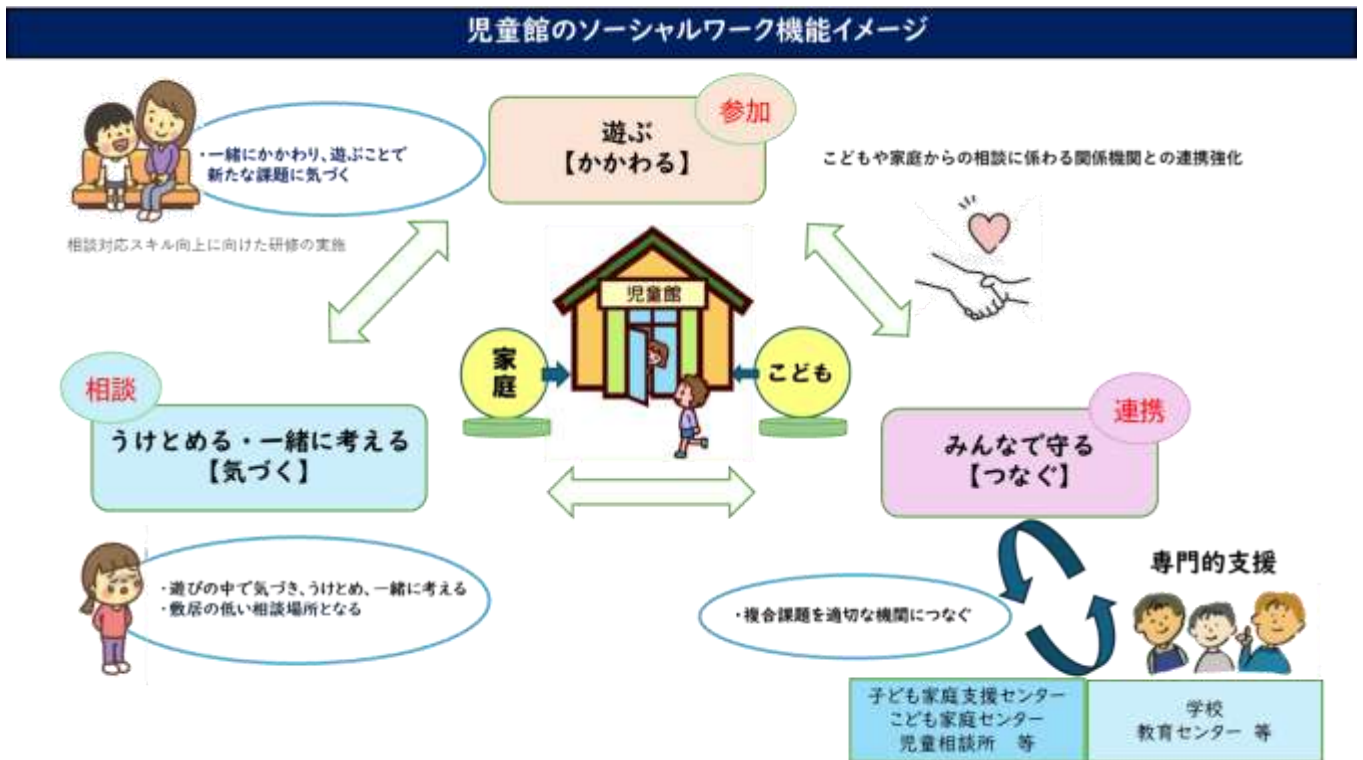 児童館のソーシャルワーク機能イメージ
・一緒にかかわり、遊ぶことで
新たな課題に気づく
相談対応スキル向上に向けた研修の実施
参加
遊ぶ
【かかわる】
こどもや家庭からの相談に係わる関係機関との連携強化
児童館
家庭
こども
相談
うけとめる・一緒に考える
【気づく】
連携
みんなで守る
【つなぐ】
・遊びの中で気づき、うけとめ、一緒に考える
・敷居の低い相談場所となる
・複合課題を適切な機関につなぐ
専門的支援
子ども家庭支援センター
こども家庭センター
児童相談所　等
学校
教育センター 等